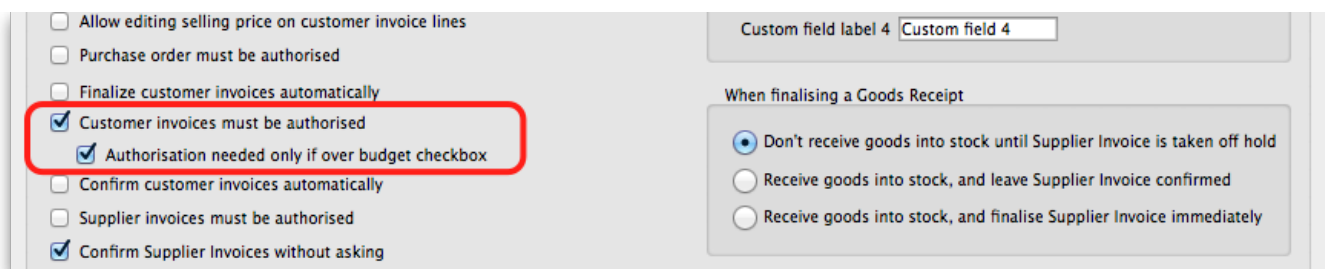 Allow editing selling price on customer invoice lines
Purchase order must be authorised
Finalize customer invoices automatically
Customer invoices must be authorised
Authorisation needed only if over budget checkbox
Confirm customer invoices automatically
Supplier invoices must be authorised
Confirm Supplier Invoices without asking
Custom field label 4 Custom field 4
When finalising a Goods Receipt
Don't receive goods into stock until Supplier Invoice is taken off hold
Receive goods into stock, and leave Supplier Invoice confirmed
Receive goods into stock, and finalise Supplier Invoice immediately